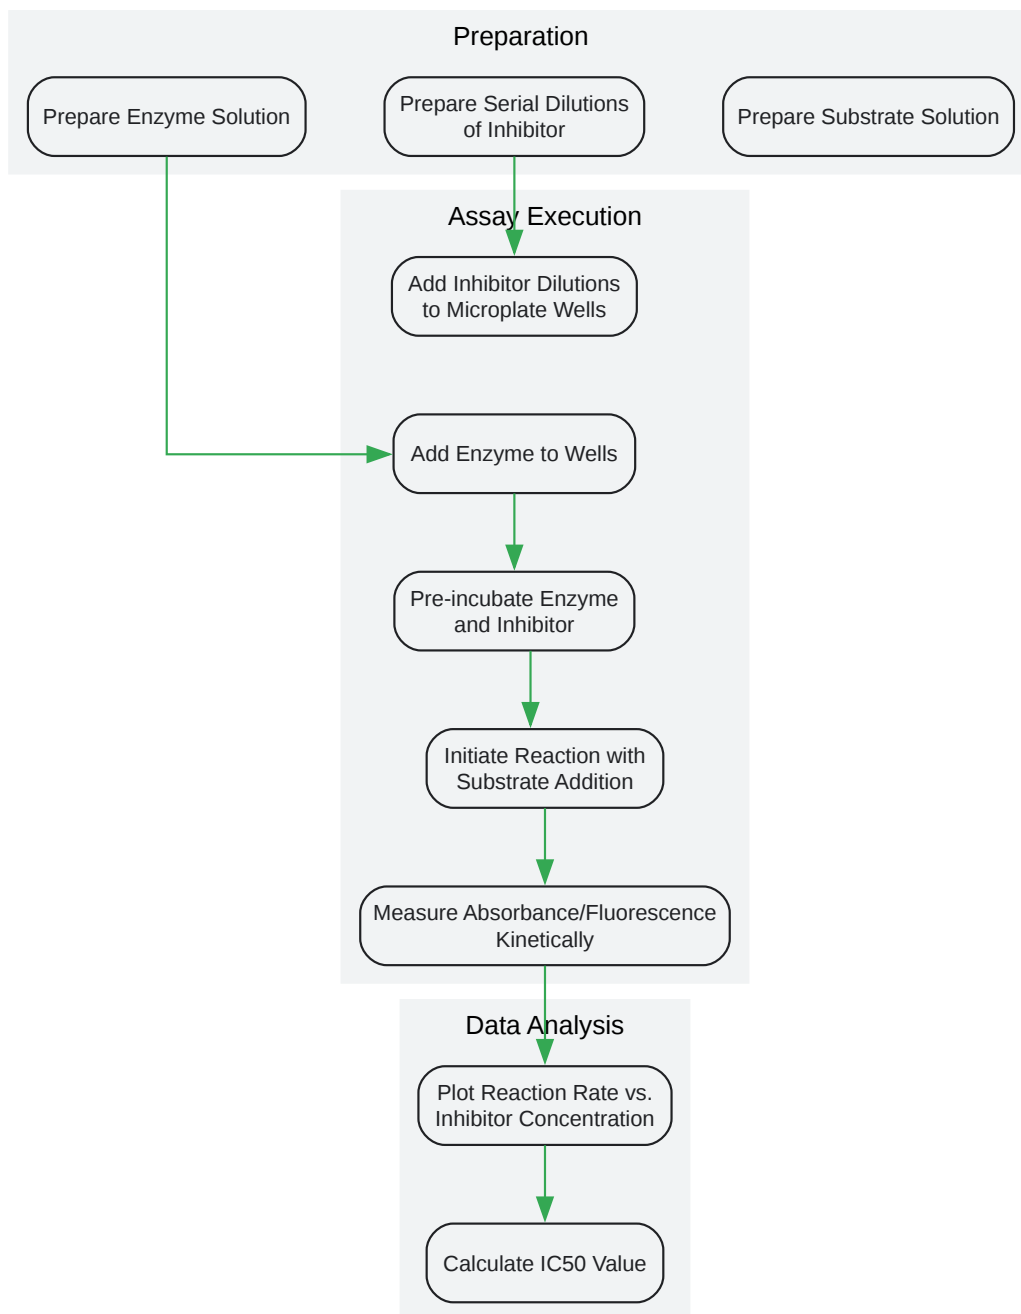 Preparation
Prepare Enzyme Solution
Prepare Serial Dilutions
of Inhibitor
Prepare Substrate Solution
Assay Execution
Add Inhibitor Dilutions
to Microplate Wells
Add Enzyme to Wells
Pre-incubate Enzyme
and Inhibitor
Initiate Reaction with
Substrate Addition
Measure Absorbance/Fluorescence
Kinetically
Data Analysis
Plot Reaction Rate vs.
Inhibitor Concentration
Calculate IC50 Value